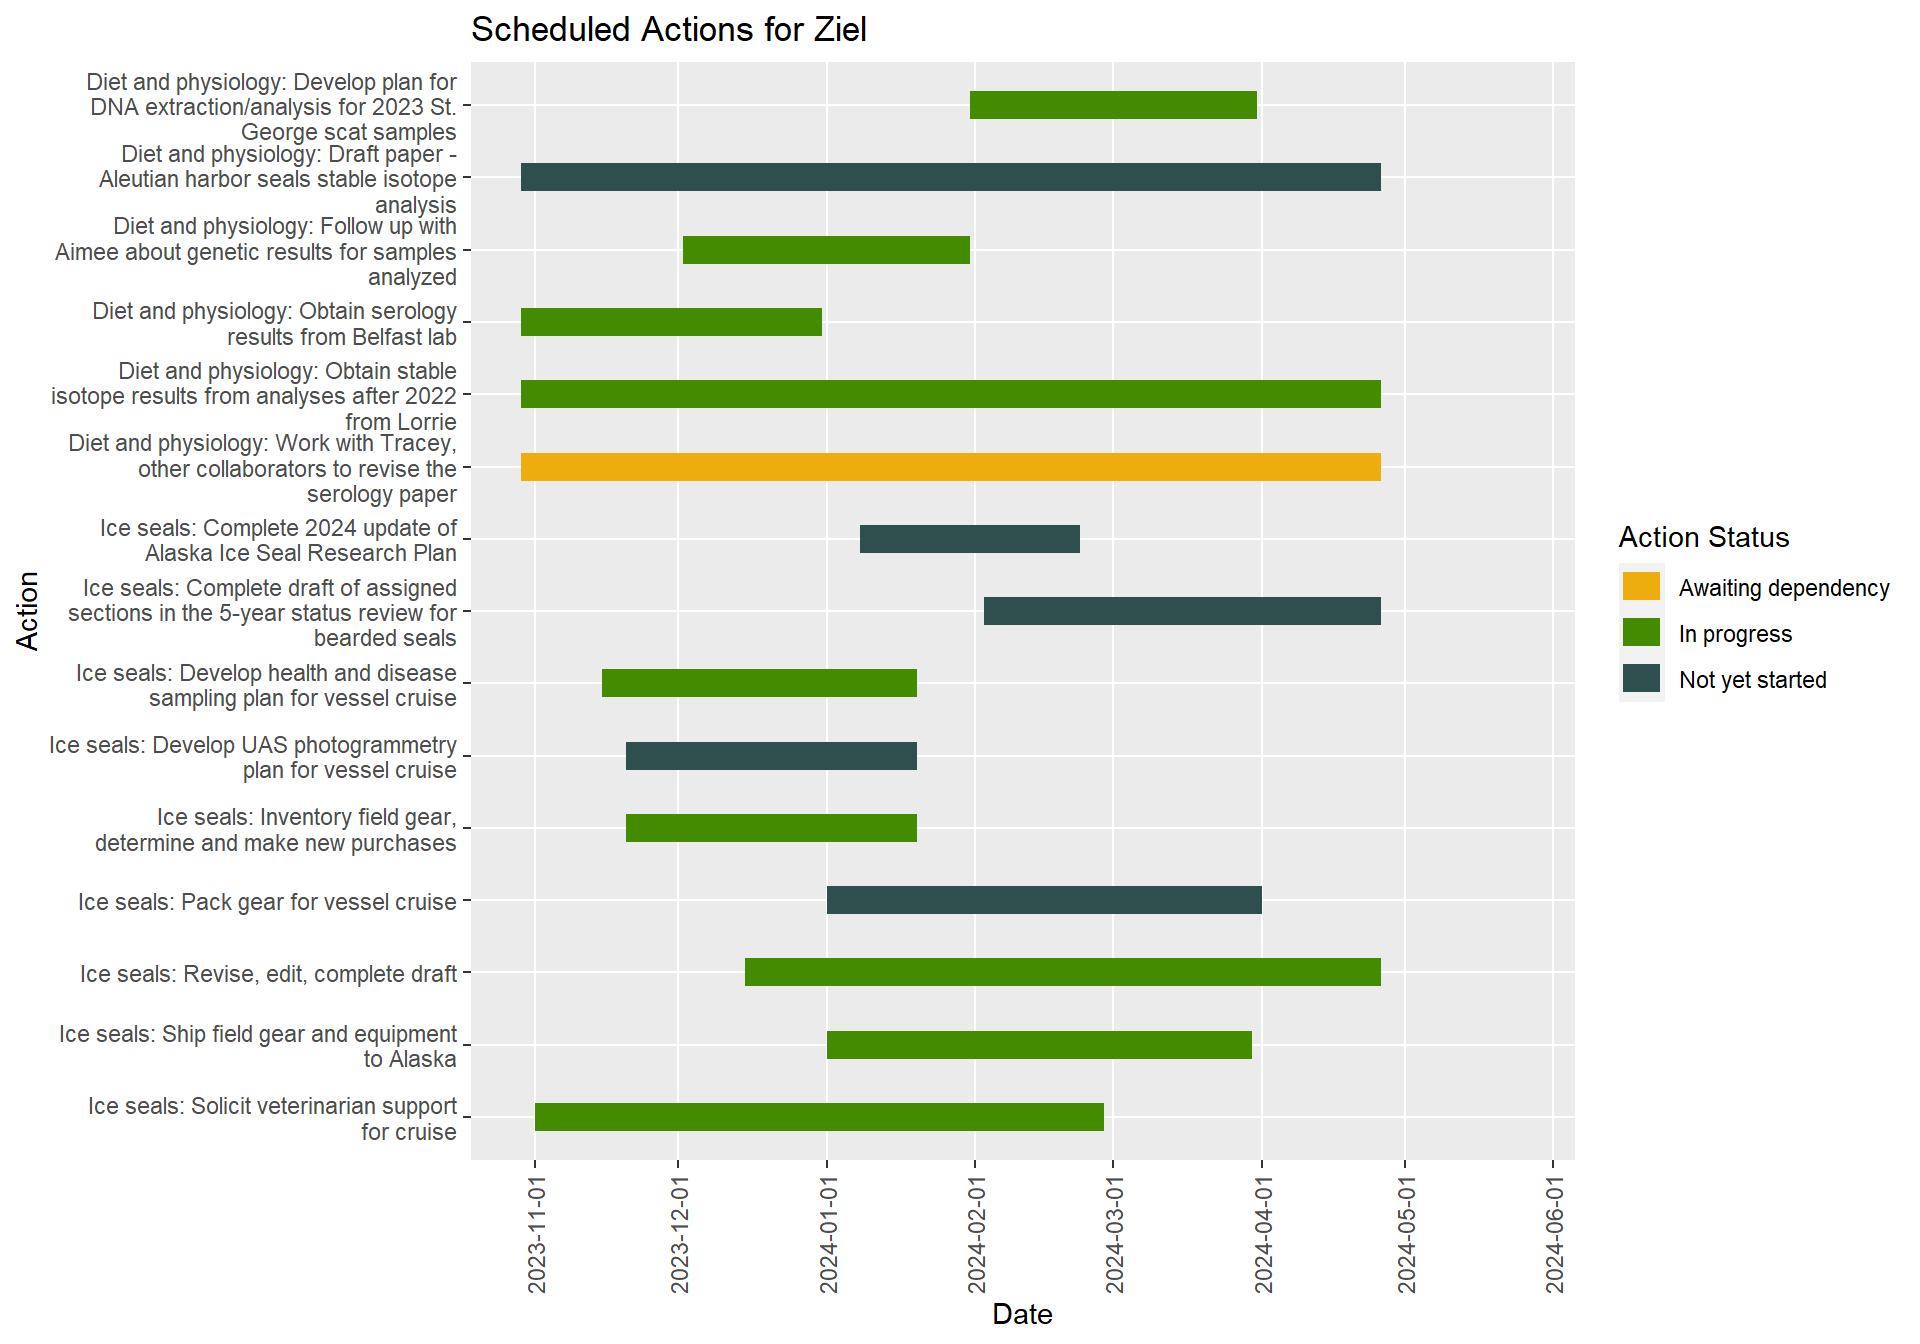 Scheduled Actions for Ziel
Diet and physiology: Develop plan for
DNA extraction/analysis for 2023 St.
George scat samples
Diet and physiology: Draft paper -
Aleutian harbor seals stable isotope
analysis
Diet and physiology: Follow up with
Aimee about genetic results for samples
analyzed
Diet and physiology: Obtain serology
results from Belfast lab
Diet and physiology: Obtain stable
isotope results from analyses after 2022
from Lorrie
Diet and physiology: Work with Tracey,
other collaborators to revise the
serology paper
Ice seals: Complete 2024 update of
Alaska Ice Seal Research Plan
Ice seals: Complete draft of assigned
sections in the 5-year status review for
bearded seals
Ice seals: Develop health and disease
sampling plan for vessel cruise
Ice seals: Develop UAS photogrammetry
plan for vessel cruise
Ice seals: Inventory field gear,
determine and make new purchases
Ice seals: Pack gear for vessel cruise
Ice seals: Revise, edit, complete draft
Ice seals: Ship field gear and equipment
to Alaska
Ice seals: Solicit veterinarian support
for cruise
Action
2023-11-01
2023-12-01
2024-01-01
2024-02-01
2024-03-01
2024-04-01
2024-05-01
2024-06-01
Date
Action Status
Awaiting dependency
In progress
Not yet started